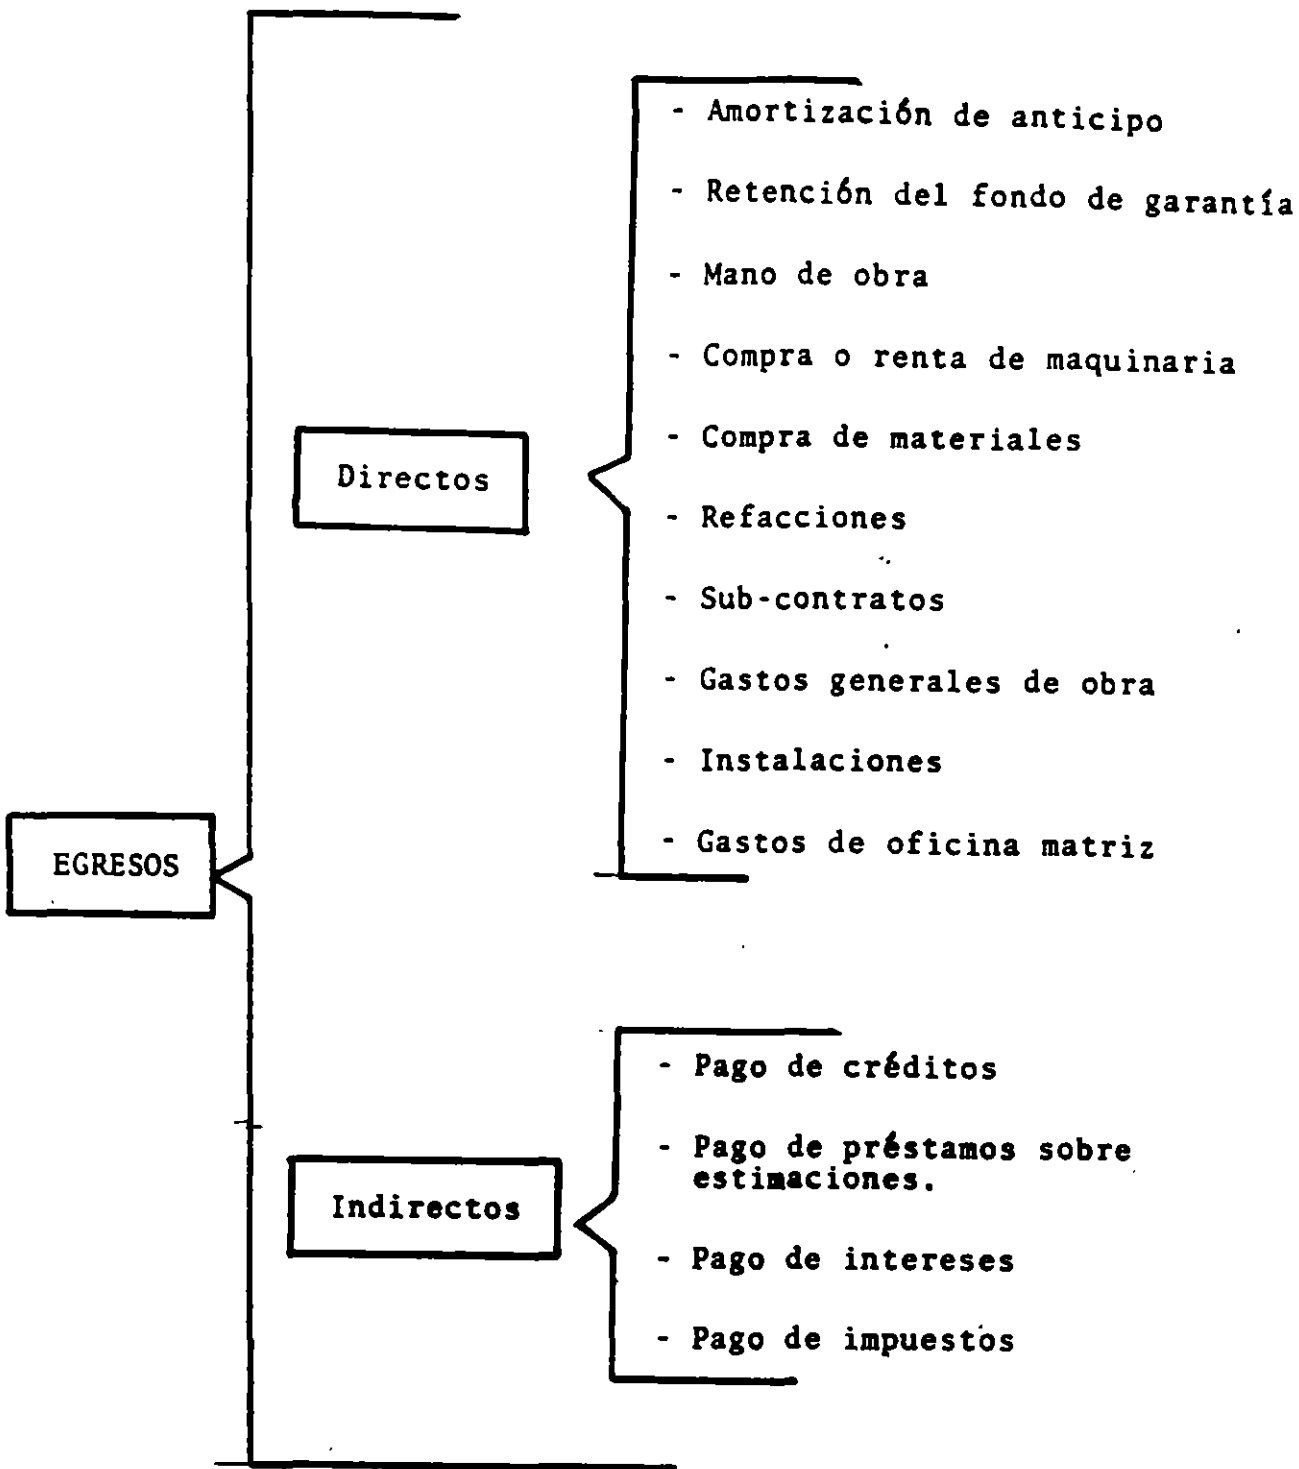 EGRESOS
Directos
- Amortización de anticipo
- Retención del fondo de garantía
- Mano de obra
- Compra o renta de maquinaria
- Compra de materiales
- Refacciones
- Sub-contratos
- Gastos generales de obra
- Instalaciones
- Gastos de oficina matriz
Indirectos
- Pago de créditos
- Pago de préstamos sobre
estimaciones.
- Pago de intereses
- Pago de impuestos